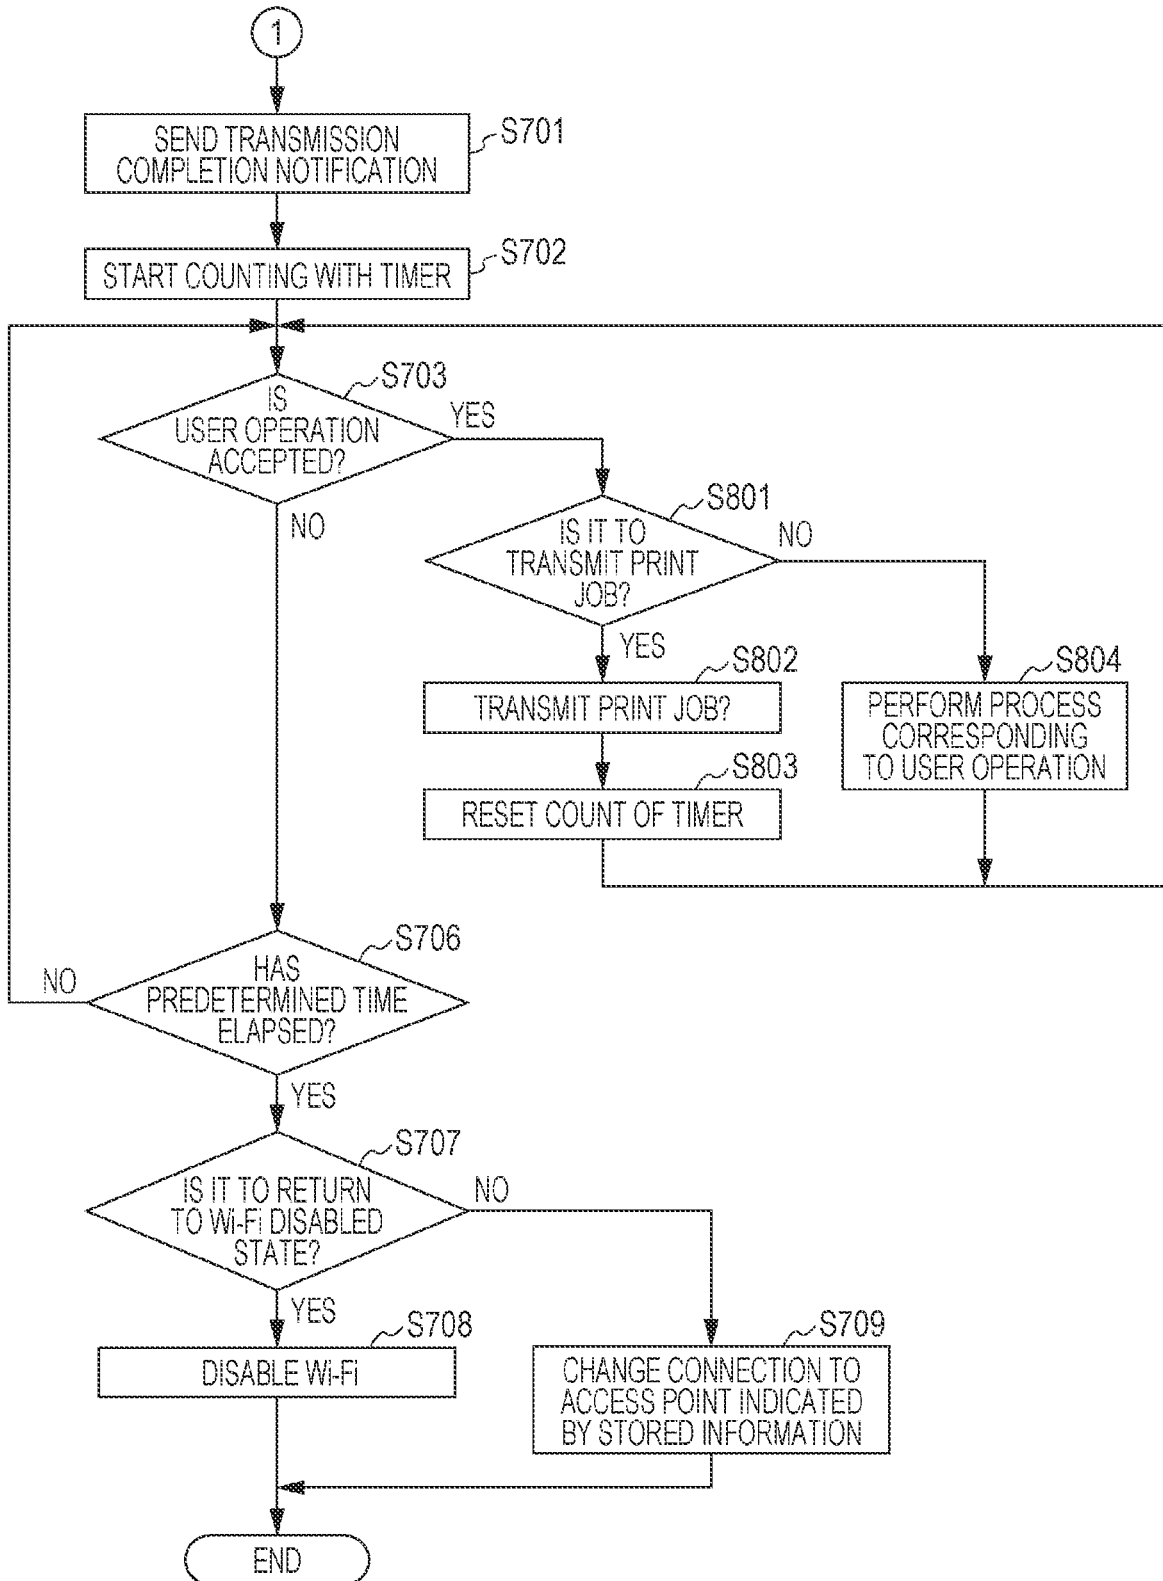 1
SEND TRANSMISSION
COMPLETION NOTIFICATION
S701
START COUNTING WITH TIMER
S702
IS
USER OPERATION
ACCEPTED?
S703
YES
NO
IS IT TO
TRANSMIT PRINT
JOB?
S801
NO
YES
TRANSMIT PRINT JOB?
S802
RESET COUNT OF TIMER
S803
PERFORM PROCESS
CORRESPONDING
TO USER OPERATION
S804
HAS
PREDETERMINED TIME
ELAPSED?
S706
NO
YES
IS IT TO RETURN
TO Wi-Fi DISABLED
STATE?
S707
NO
YES
DISABLE Wi-Fi
S708
CHANGE CONNECTION TO
ACCESS POINT INDICATED
BY STORED INFORMATION
S709
END